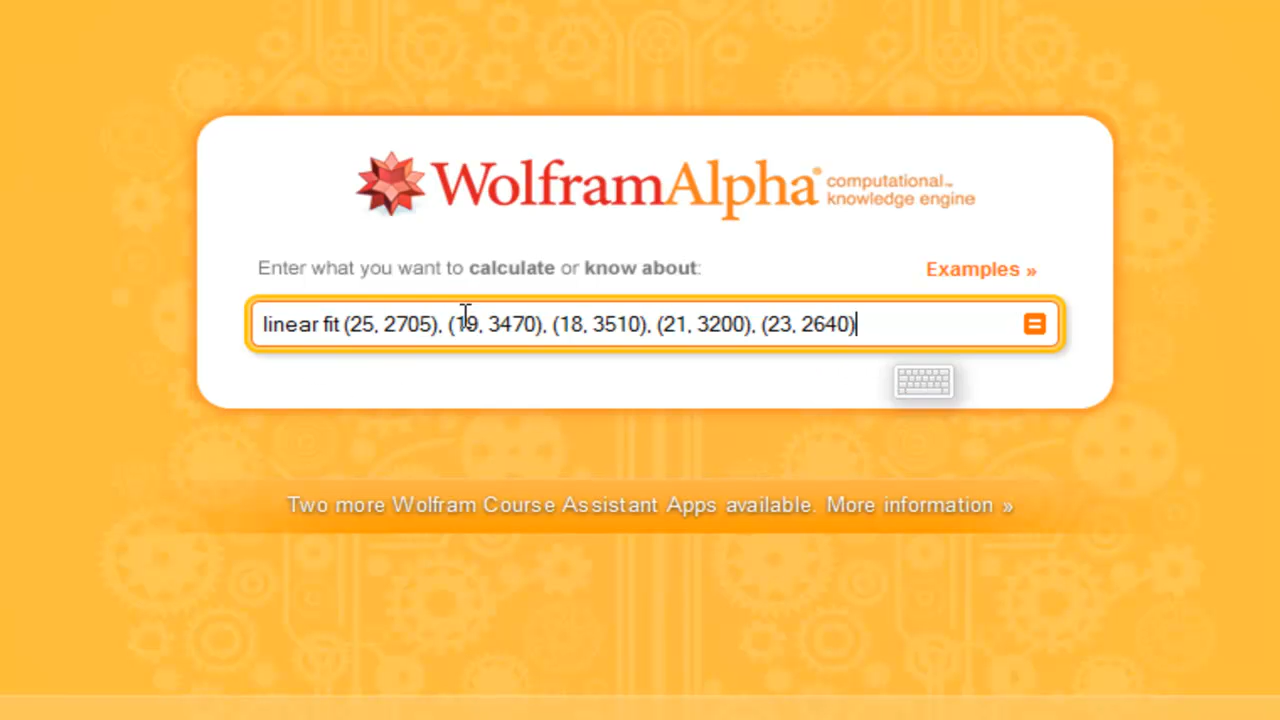 WolframAlpha® computational™ knowledge engine
Enter what you want to calculate or know about:
Examples »
linear fit (25, 2705), (19, 3470), (18, 3510), (21, 3200), (23, 2640)
Two more Wolfram Course Assistant Apps available. More information »